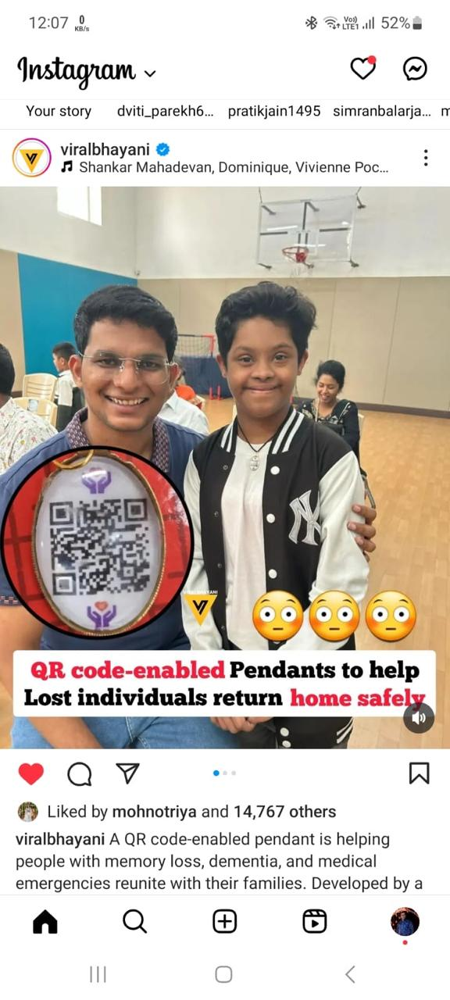 12:07 0 KB/s Vo) LTE1 52%
Instagram
Your story dviti_parekh6... pratikjain1495 simranbalarja... m
viralbhayani
Shankar Mahadevan, Dominique, Vivienne Poc...
NY
VIRALBHAYANI
V
QR code-enabled Pendants to help
Lost individuals return home safely
Liked by mohnotriya and 14,767 others
viralbhayani A QR code-enabled pendant is helping
people with memory loss, dementia, and medical
emergencies reunite with their families. Developed by a